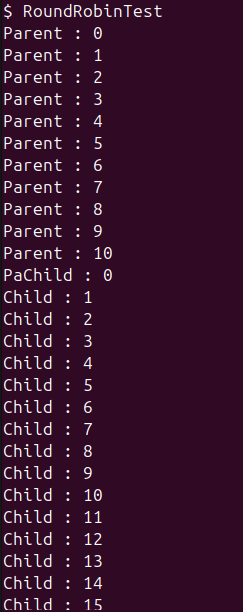 $ RoundRobinTest
Parent : 0
Parent : 1
Parent : 2
Parent : 3
Parent : 4
Parent : 5
Parent : 6
Parent : 7
Parent : 8
Parent : 9
Parent : 10
PaChild : 0
Child : 1
Child : 2
Child : 3
Child : 4
Child : 5
Child : 6
Child : 7
Child : 8
Child : 9
Child : 10
Child : 11
Child : 12
Child : 13
Child : 14
Child : 15